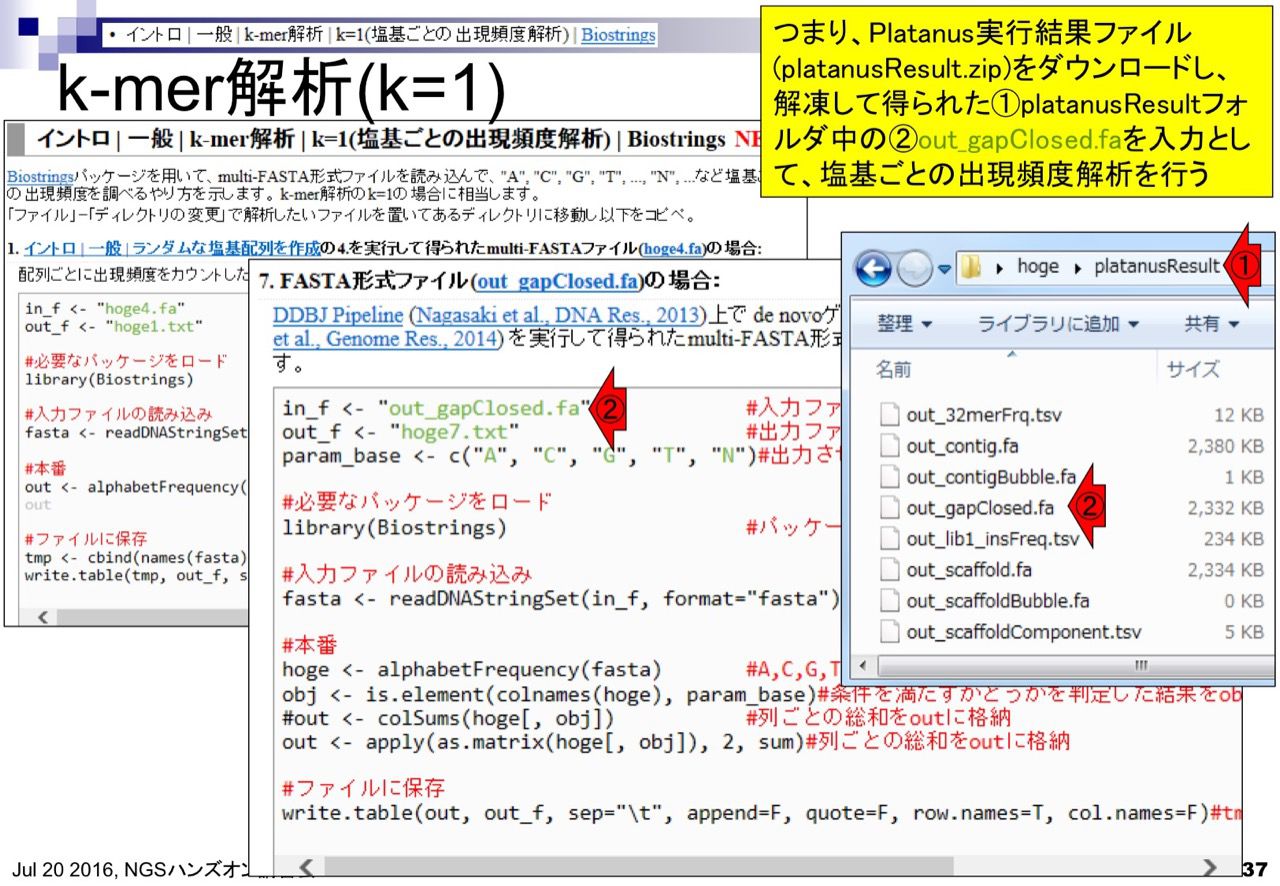 • イントロ | 一般 | k-mer解析 | k=1(塩基ごとの出現頻度解析) | Biostrings
k-mer解析(k=1)
つまり、Platanus実行結果ファイル
(platanusResult.zip)をダウンロードし、
解凍して得られた①platanusResultフォ
ルダ中の②out_gapClosed.faを入力とし
て、塩基ごとの出現頻度解析を行う
イントロ | 一般 | k-mer解析 | k=1(塩基ごとの出現頻度解析) | Biostrings NE
Biostringsパッケージを用いて、multi-FASTA形式ファイルを読み込んで、"A", "C", "G", "T", ..., "N", ...など塩基ご
の出現頻度を調べるやり方を示します。k-mer解析のk=1の場合に相当します。
「ファイル」−「ディレクトリの変更」で解析したいファイルを置いてあるディレクトリに移動し以下をコピペ。
1. イントロ | 一般 | ランダムな塩基配列を作成の4.を実行して得られたmulti-FASTAファイル(hoge4.fa)の場合:
配列ごとに出現頻度をカウントした
in_f <- "hoge4.fa"
out_f <- "hoge1.txt"
#必要なパッケージをロード
library(Biostrings)
#入力ファイルの読み込み
fasta <- readDNAStringSet
#本番
out <- alphabetFrequency(
out
#ファイルに保存
tmp <- cbind(names(fasta)
write.table(tmp, out_f, s
7. FASTA形式ファイル(out_gapClosed.fa)の場合:
DDBJ Pipeline (Nagasaki et al., DNA Res., 2013)上で de novoゲ
et al., Genome Res., 2014)を実行して得られたmulti-FASTA形式
す。
in_f <- "out_gapClosed.fa" ② #入力ファ
out_f <- "hoge7.txt" #出力ファ
param_base <- c("A", "C", "G", "T", "N")#出力さ
#必要なパッケージをロード
library(Biostrings) #パッケー
#入力ファイルの読み込み
fasta <- readDNAStringSet(in_f, format="fasta")
#本番
hoge <- alphabetFrequency(fasta) #A,C,G,T
obj <- is.element(colnames(hoge), param_base)#条件を満たすかどうかを判定した結果をob
#out <- colSums(hoge[, obj]) #列ごとの総和をoutに格納
out <- apply(as.matrix(hoge[, obj]), 2, sum)#列ごとの総和をoutに格納
#ファイルに保存
write.table(out, out_f, sep="\t", append=F, quote=F, row.names=T, col.names=F)#tm
hoge platanusResult ①
整理 ライブラリに追加 共有
名前 サイズ
out_32merFrq.tsv 12 KB
out_contig.fa 2,380 KB
out_contigBubble.fa 1 KB
out_gapClosed.fa ② 2,332 KB
out_lib1_insFreq.tsv 234 KB
out_scaffold.fa 2,334 KB
out_scaffoldBubble.fa 0 KB
out_scaffoldComponent.tsv 5 KB
Jul 20 2016, NGSハンズオン
37